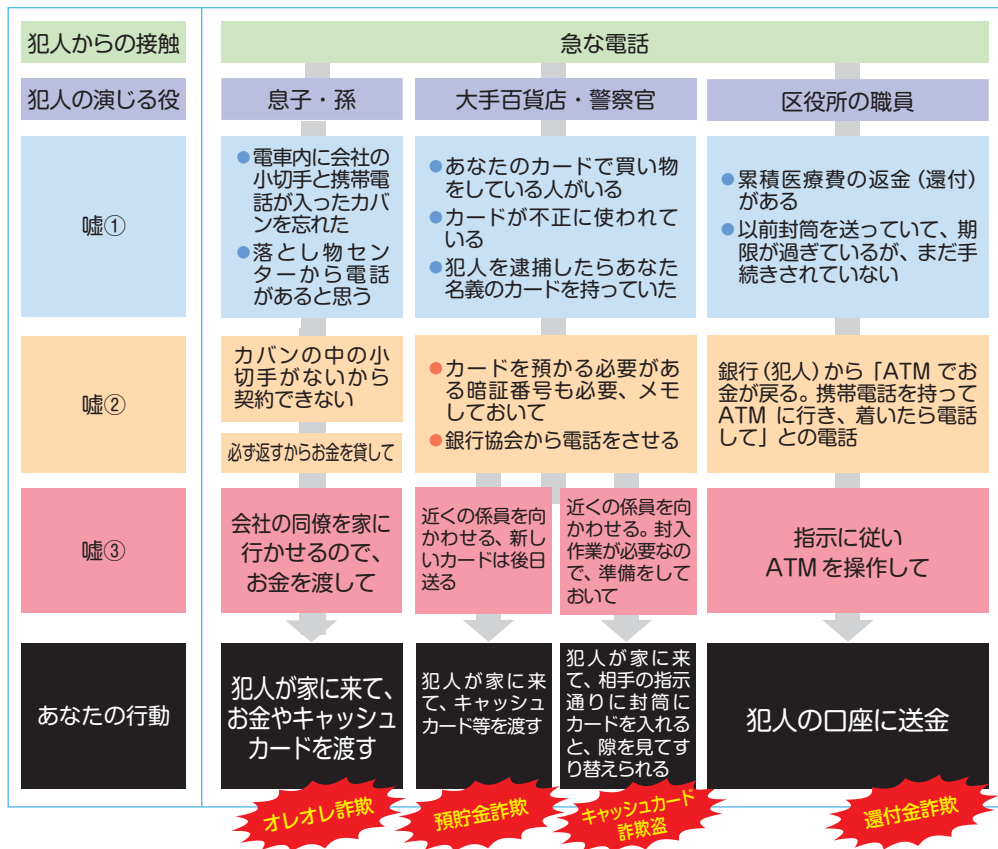 犯人からの接触
急な電話
犯人の演じる役
息子・孫
大手百貨店・警察官
区役所の職員
嘘①
●電車内に会社の
小切手と携帯電
話が入ったカバ
ンを忘れた
●落とし物セン
ターから電話
があると思う
●あなたのカードで買い物
をしている人がいる
●カードが不正に使われて
いる
●犯人を逮捕したらあなた
名義のカードを持っていた
●累積医療費の返金（還付）
がある
●以前封筒を送っていて、期
限が過ぎているが、まだ手
続きされていない
嘘②
カバンの中の小
切手がないから
契約できない
必ず返すからお金を貸して
●カードを預かる必要があ
る暗証番号も必要、メモ
しておいて
●銀行協会から電話をさせる
銀行（犯人）から「ATMでお
金が戻る。携帯電話を持って
ATMに行き、着いたら電話
して」との電話
嘘③
会社の同僚を家に
行かせるので、
お金を渡して
近くの係員を向
かわせる、新し
いカードは後日
送る
近くの係員を向
かわせる。封入
作業が必要なの
で、準備をして
おいて
指示に従い
ATMを操作して
あなたの行動
犯人が家に来て、
お金やキャッシュ
カードを渡す
犯人が家に来
て、キャッシュ
カード等を渡す
犯人が家に来
て、相手の指示
通りに封筒に
カードを入れる
と、隙を見てす
り替えられる
犯人の口座に送金
オレオレ詐欺
預貯金詐欺
キャッシュカード
詐欺盗
還付金詐欺